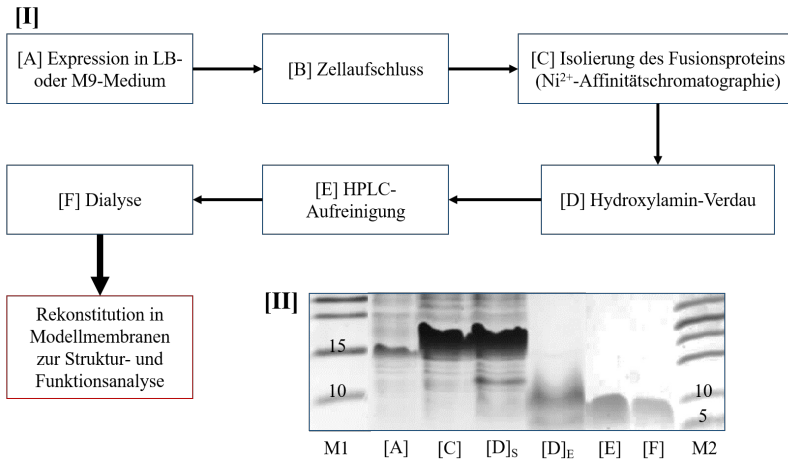 [I]
[A] Expression in LB-
oder M9-Medium
[B] Zellaufschluss
[C] Isolierung des Fusionsproteins
(Ni²⁺-Affinitätschromatographie)
[F] Dialyse
[E] HPLC-
Aufreinigung
[D] Hydroxylamin-Verdau
Rekonstitution in
Modellmembranen
zur Struktur- und
Funktionsanalyse
[II]
15
10
10
5
M1 [A] [C] [D]S [D]E [E] [F] M2